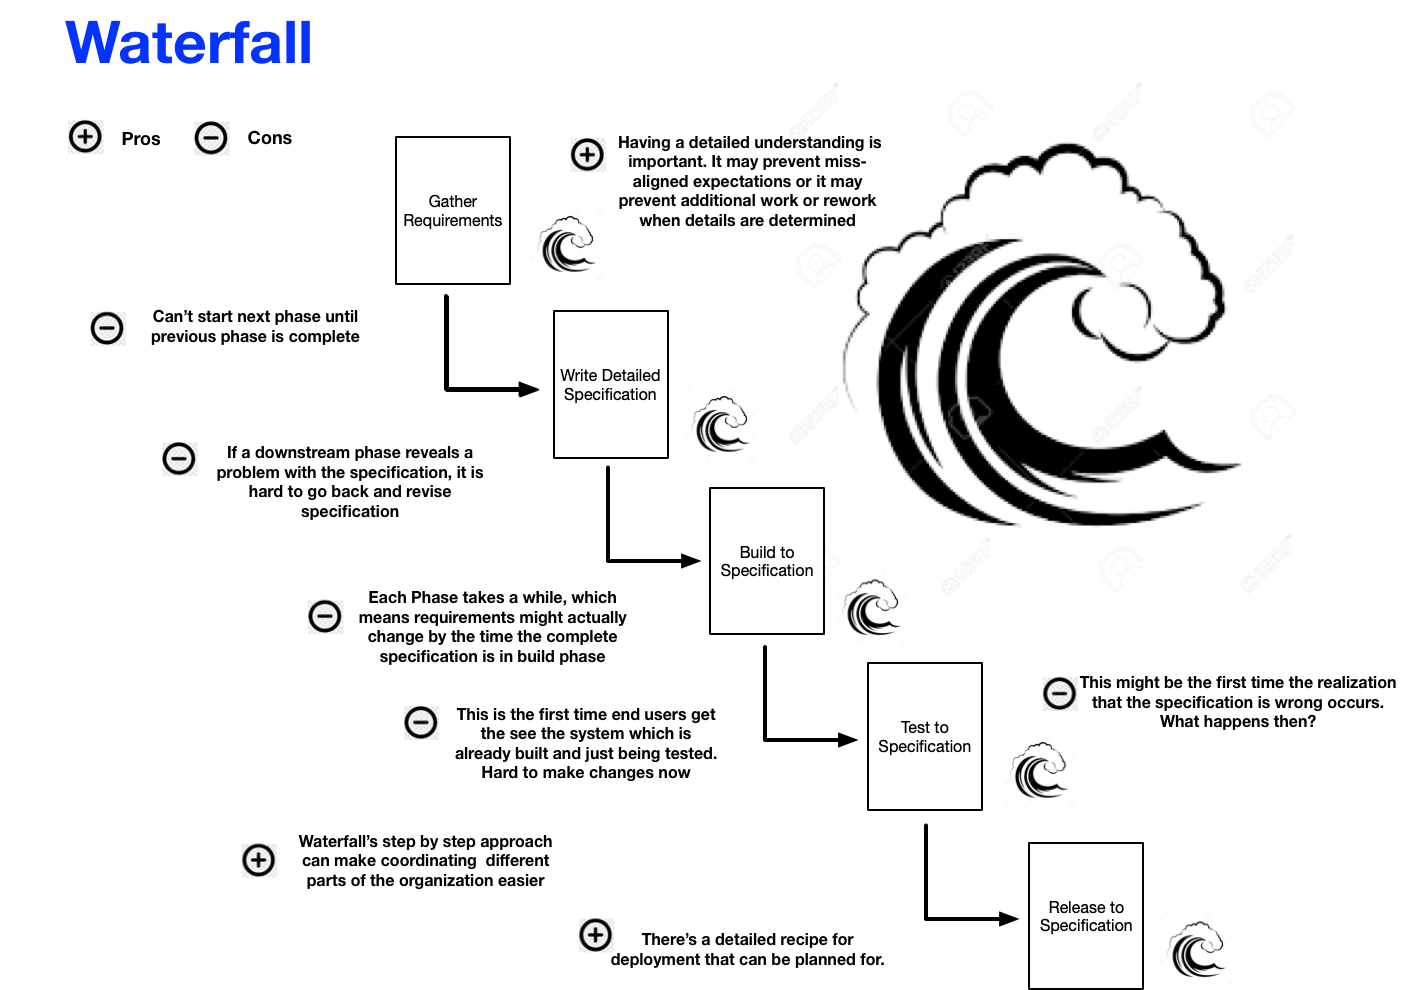 Waterfall
Pros
Cons
Gather
Requirements
Having a detailed understanding is
important. It may prevent miss-
aligned expectations or it may
prevent additional work or rework
when details are determined
Can't start next phase until
previous phase is complete
Write Detailed
Specification
If a downstream phase reveals a
problem with the specification, it is
hard to go back and revise
specification
Build to
Specification
Each Phase takes a while, which
means requirements might actually
change by the time the complete
specification is in build phase
Test to
Specification
This might be the first time the realization
that the specification is wrong occurs.
What happens then?
This is the first time end users get
the see the system which is
already built and just being tested.
Hard to make changes now
Waterfall's step by step approach
can make coordinating  different
parts of the organization easier
Release to
Specification
There's a detailed recipe for
deployment that can be planned for.